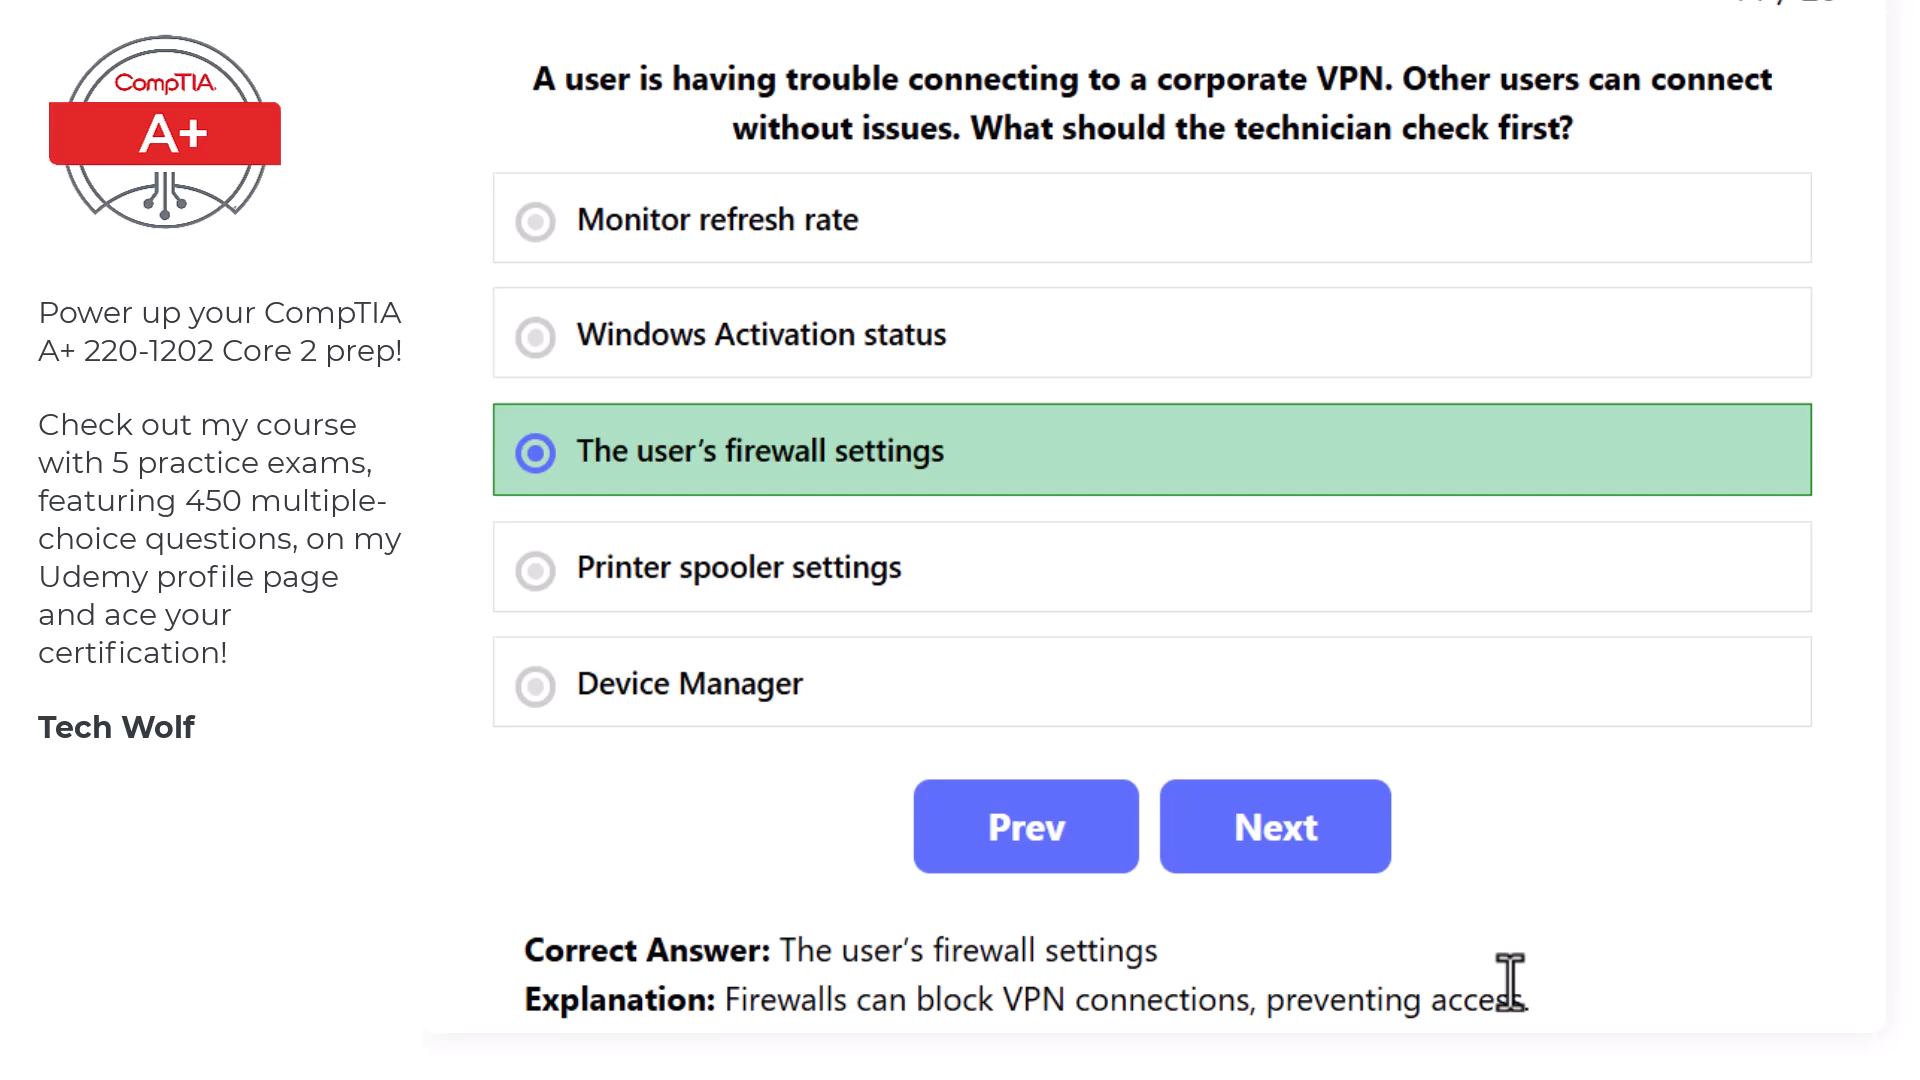 CompTIA.
A+
Power up your CompTIA
A+ 220-1202 Core 2 prep!
Check out my course
with 5 practice exams,
featuring 450 multiple-
choice questions, on my
Udemy profile page
and ace your
certification!
Tech Wolf
A user is having trouble connecting to a corporate VPN. Other users can connect
without issues. What should the technician check first?
Monitor refresh rate
Windows Activation status
The user’s firewall settings
Printer spooler settings
Device Manager
Prev
Next
Correct Answer: The user’s firewall settings
Explanation: Firewalls can block VPN connections, preventing access.